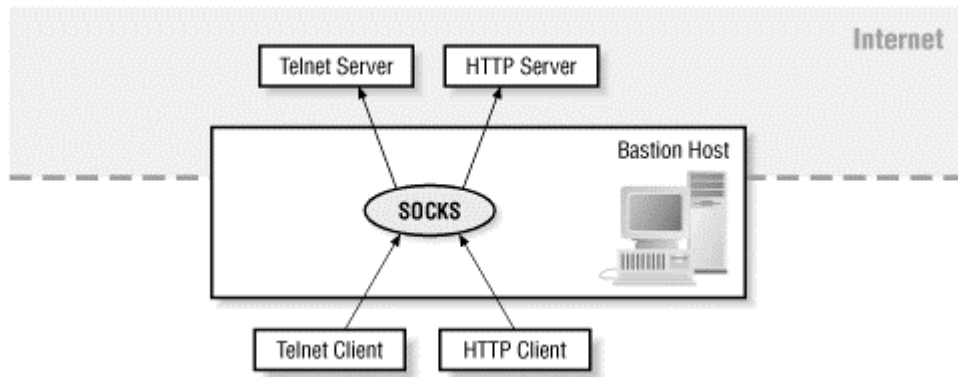 Internet
Telnet Server
HTTP Server
Bastion Host
SOCKS
Telnet Client
HTTP Client